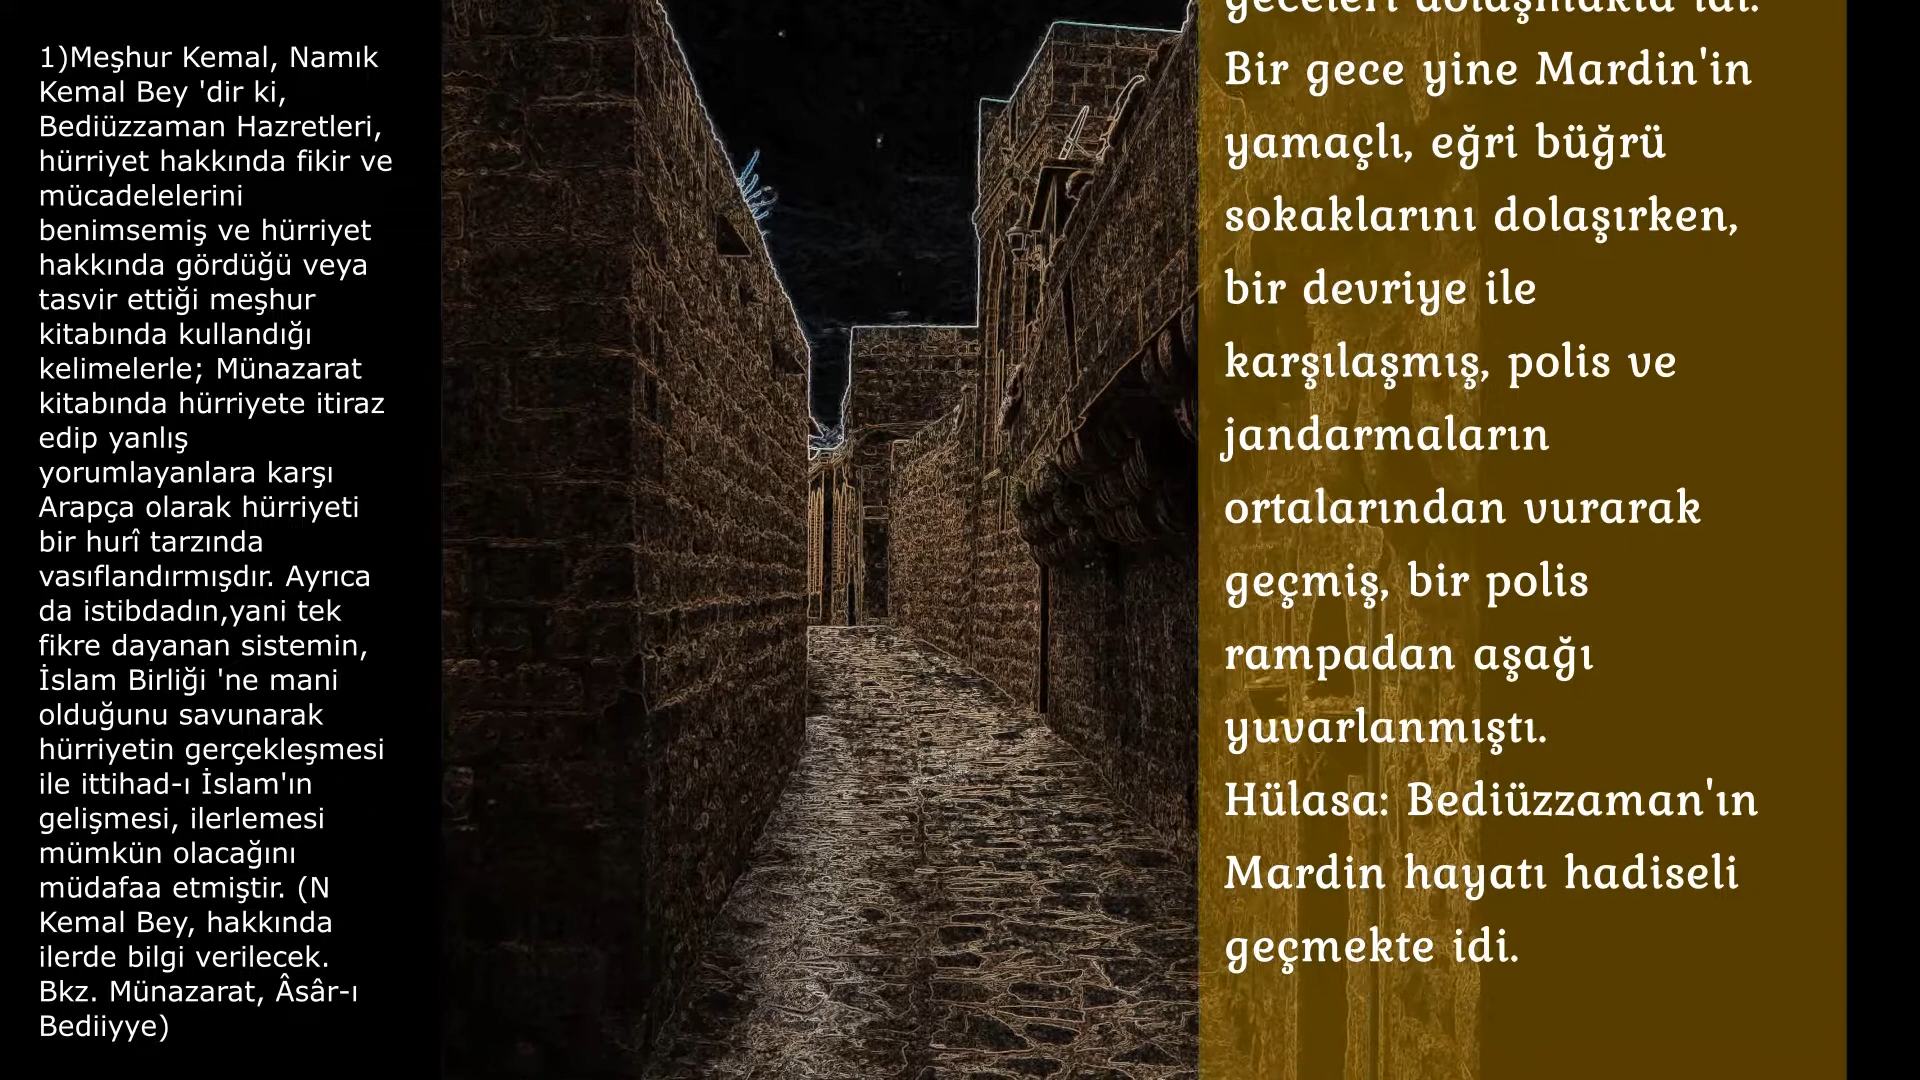 1)Meşhur Kemal, Namık
Kemal Bey 'dir ki,
Bediüzzaman Hazretleri,
hürriyet hakkında fikir ve
mücadelelerini
benimsemiş ve hürriyet
hakkında gördüğü veya
tasvir ettiği meşhur
kitabında kullandığı
kelimelerle; Münazarat
kitabında hürriyete itiraz
edip yanlış
yorumlayanlara karşı
Arapça olarak hürriyeti
bir hurî tarzında
vasıflandırmışdır. Ayrıca
da istibdadın,yani tek
fikre dayanan sistemin,
İslam Birliği 'ne mani
olduğunu savunarak
hürriyetin gerçekleşmesi
ile ittihad-ı İslam'ın
gelişmesi, ilerlemesi
mümkün olacağını
müdafaa etmiştir. (N
Kemal Bey, hakkında
ilerde bilgi verilecek.
Bkz. Münazarat, Âsâr-ı
Bediiyye)
geceleri dolaşmakta idi.
Bir gece yine Mardin'in
yamaçlı, eğri büğrü
sokaklarını dolaşırken,
bir devriye ile
karşılaşmış, polis ve
jandarmaların
ortalarından vurarak
geçmiş, bir polis
rampadan aşağı
yuvarlanmıştı.
Hülasa: Bediüzzaman'ın
Mardin hayatı hadiseli
geçmekte idi.